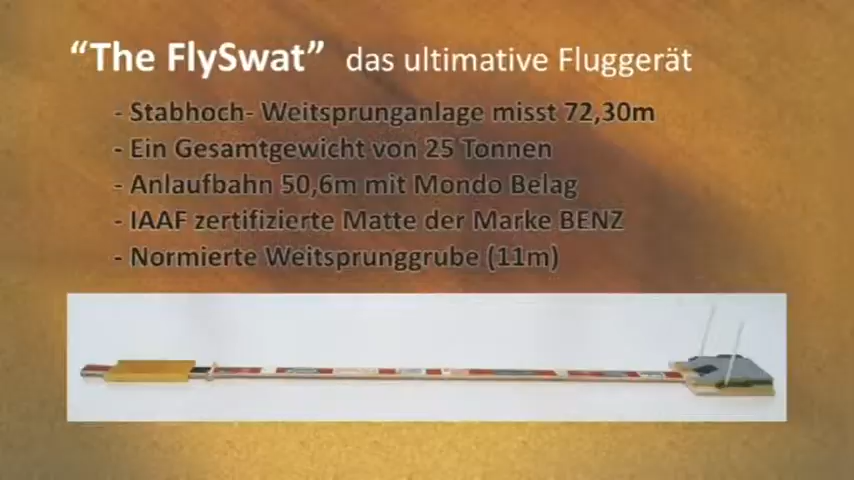 “The FlySwat” das ultimative Fluggerät
- Stabhoch- Weitsprunganlage misst 72,30m
- Ein Gesamtgewicht von 25 Tonnen
- Anlaufbahn 50,6m mit Mondo Belag
- IAAF zertifizierte Matte der Marke BENZ
- Normierte Weitsprunggrube (11m)